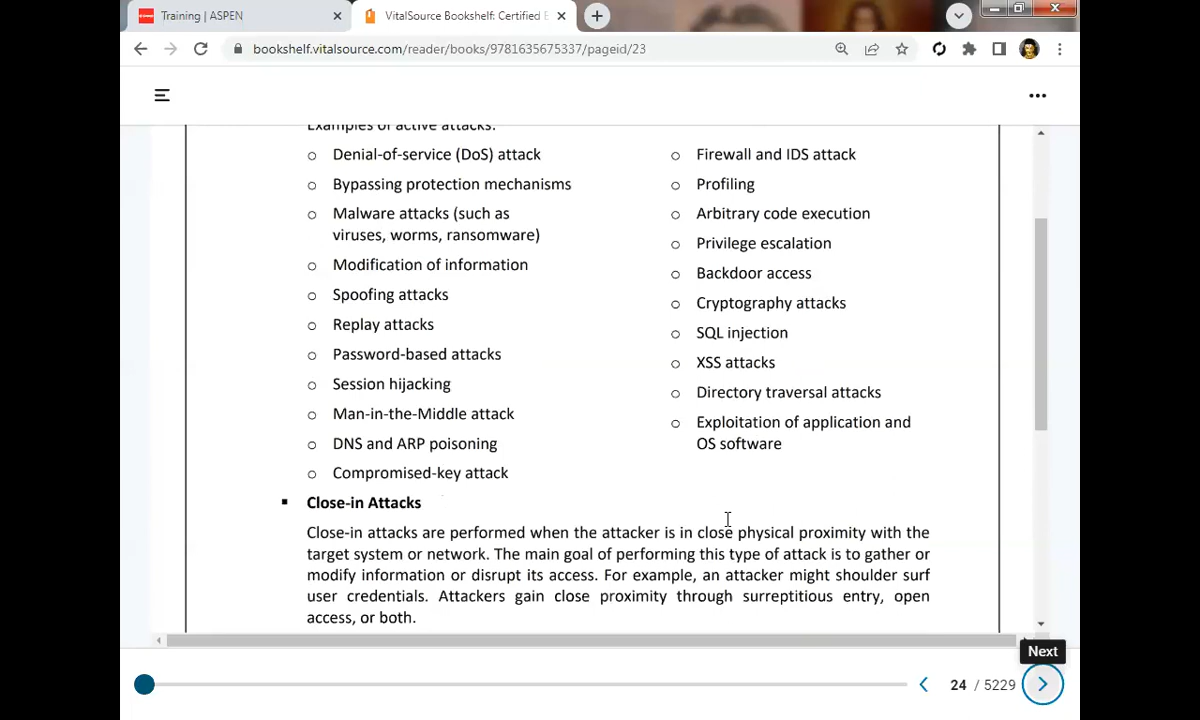 Training | ASPEN
VitalSource Bookshelf: Certified E
bookshelf.vitalsource.com/reader/books/9781635675337/pageid/23
Examples of active attacks:
Denial-of-service (DoS) attack
Bypassing protection mechanisms
Malware attacks (such as
viruses, worms, ransomware)
Modification of information
Spoofing attacks
Replay attacks
Password-based attacks
Session hijacking
Man-in-the-Middle attack
DNS and ARP poisoning
Compromised-key attack
Firewall and IDS attack
Profiling
Arbitrary code execution
Privilege escalation
Backdoor access
Cryptography attacks
SQL injection
XSS attacks
Directory traversal attacks
Exploitation of application and
OS software
Close-in Attacks
Close-in attacks are performed when the attacker is in close physical proximity with the
target system or network. The main goal of performing this type of attack is to gather or
modify information or disrupt its access. For example, an attacker might shoulder surf
user credentials. Attackers gain close proximity through surreptitious entry, open
access, or both.
Next
24 / 5229